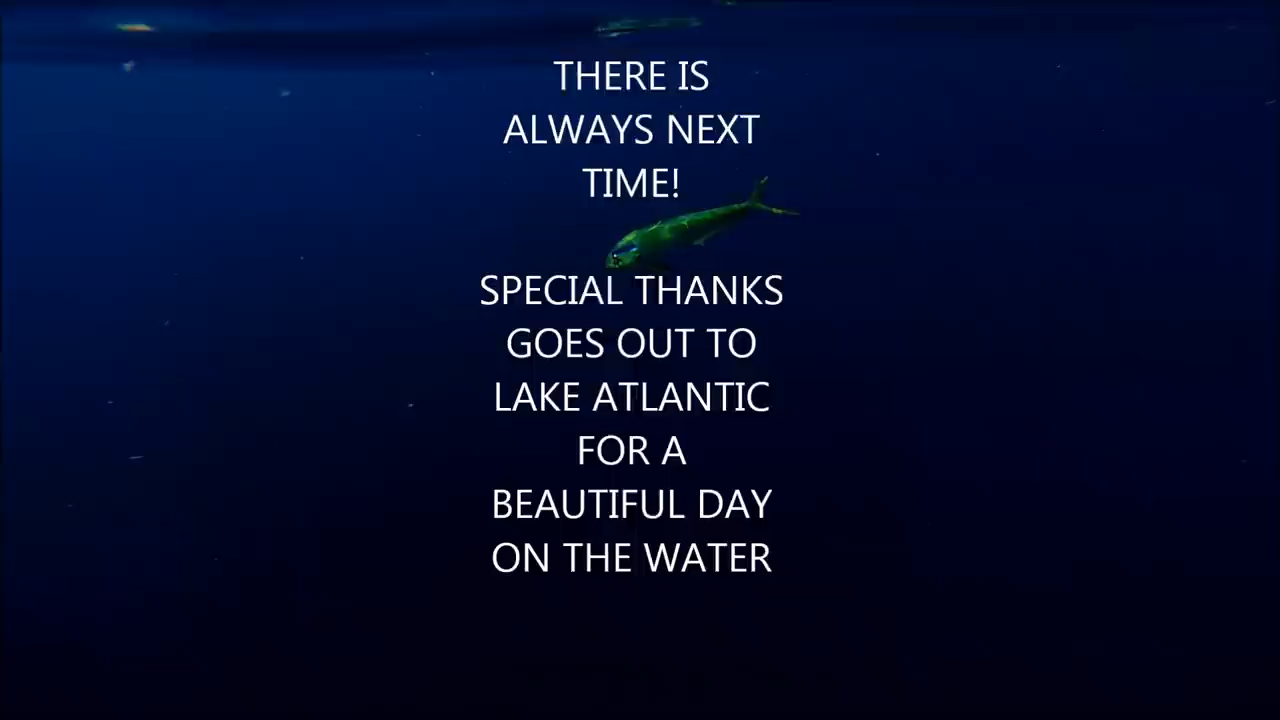 THERE IS
ALWAYS NEXT
TIME!
SPECIAL THANKS
GOES OUT TO
LAKE ATLANTIC
FOR A
BEAUTIFUL DAY
ON THE WATER